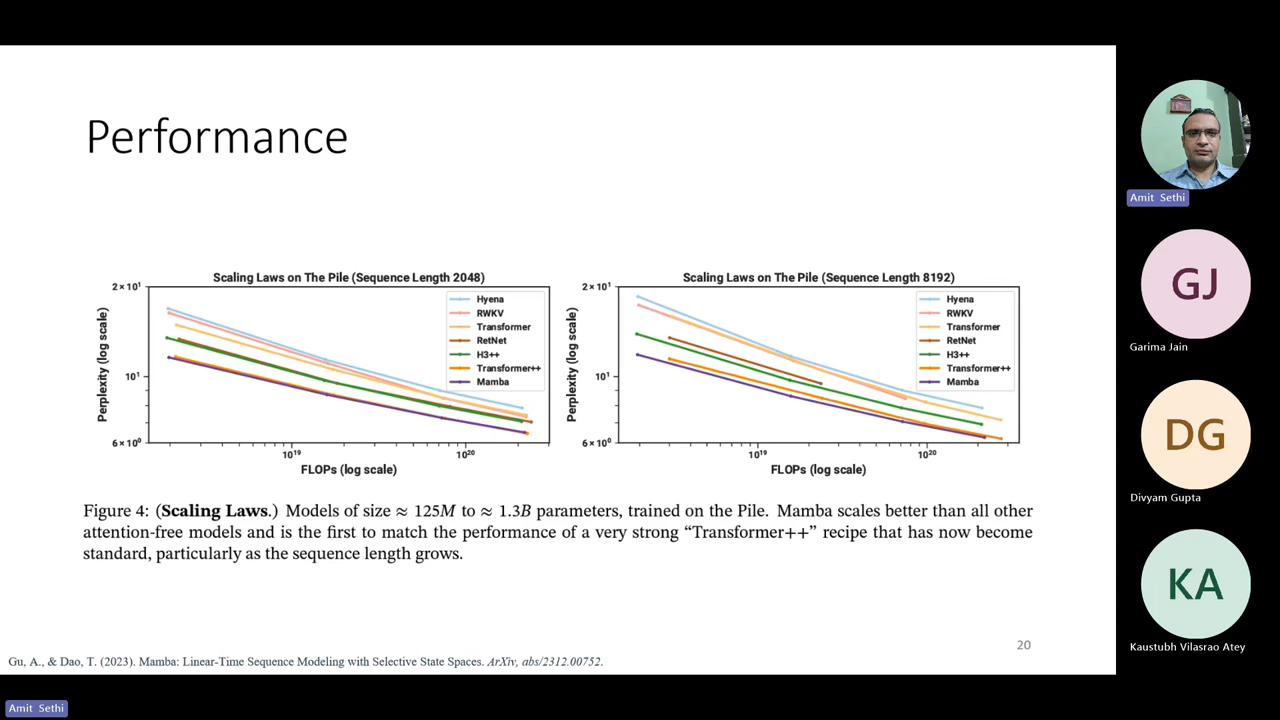 Performance
Scaling Laws on The Pile (Sequence Length 2048)
2 × 10¹
10¹
6 × 10⁰
Perplexity (log scale)
Hyena
RWKV
Transformer
RetNet
H3++
Transformer++
Mamba
10¹⁹
10²⁰
FLOPs (log scale)
Scaling Laws on The Pile (Sequence Length 8192)
2 × 10¹
10¹
6 × 10⁰
Perplexity (log scale)
Hyena
RWKV
Transformer
RetNet
H3++
Transformer++
Mamba
10¹⁹
10²⁰
FLOPs (log scale)
Figure 4: (Scaling Laws.) Models of size ≈ 125M to ≈ 1.3B parameters, trained on the Pile. Mamba scales better than all other
attention-free models and is the first to match the performance of a very strong “Transformer++” recipe that has now become
standard, particularly as the sequence length grows.
20
Gu, A., & Dao, T. (2023). Mamba: Linear-Time Sequence Modeling with Selective State Spaces. ArXiv, abs/2312.00752.
Amit Sethi
GJ
Garima Jain
DG
Divyam Gupta
KA
Kaustubh Vilasrao Atey
Amit Sethi